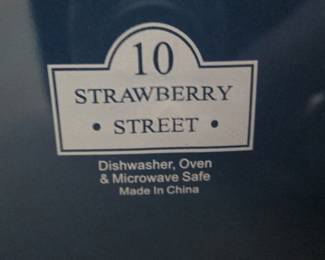 10
STRAWBERRY
• STREET •
Dishwasher, Oven
& Microwave Safe
Made In China